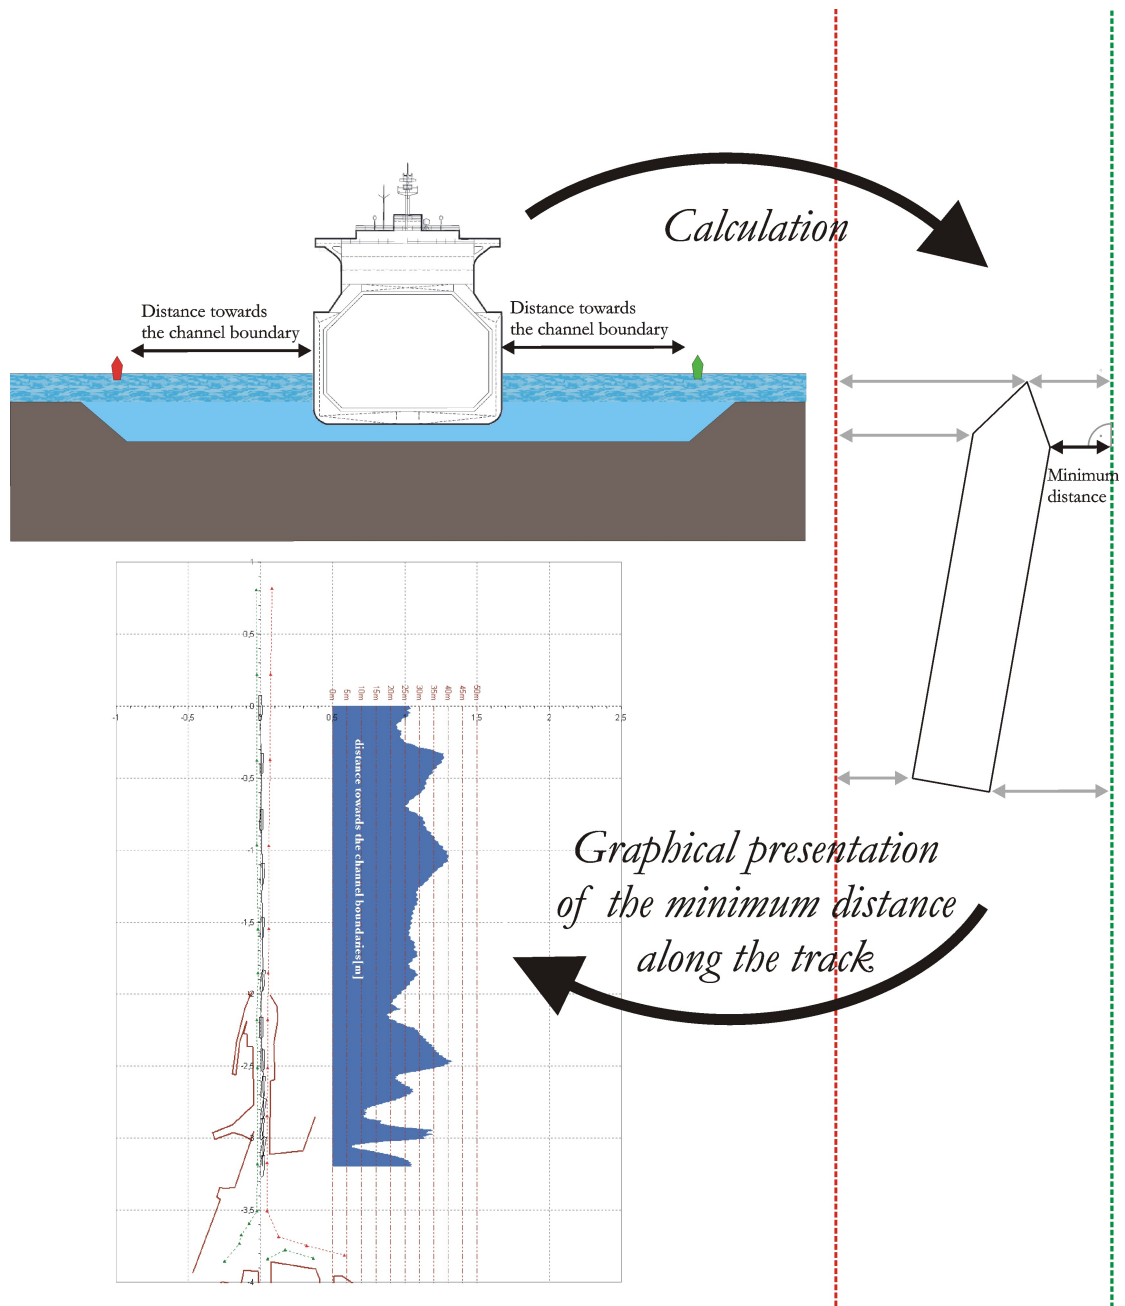 Calculation
Distance towards
the channel boundary
Distance towards
the channel boundary
Minimum
distance
1
0,5
0m
5m
10m
15m
20m
25m
30m
35m
40m
45m
50m
-1
-0,5
0
0
0,5
1,5
2
2,5
-0,5
-1
-1,5
-2
-2,5
-3
-3,5
-4
distance towards the channel boundaries[m]
Graphical presentation
of the minimum distance
along the track